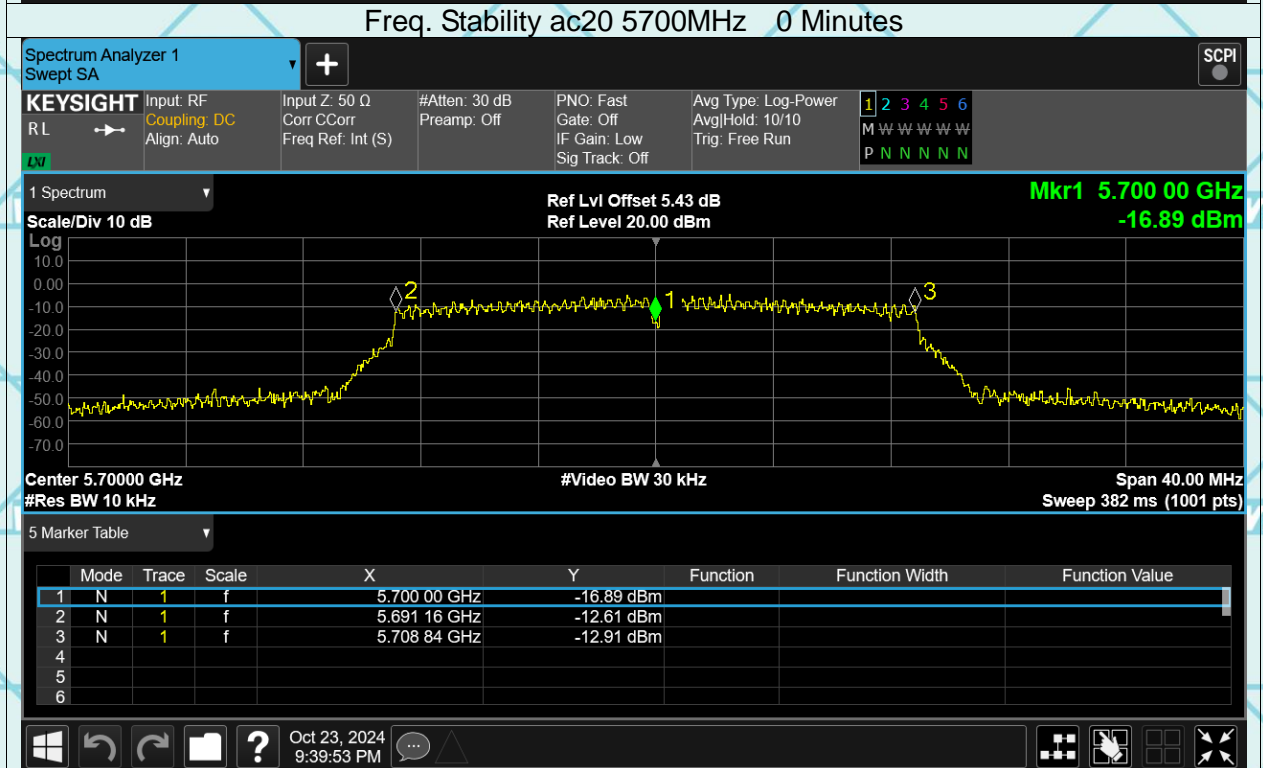 Freq. Stability ac20 5700MHz 0 Minutes
Spectrum Analyzer 1
Swept SA
+
SCPI
KEYSIGHT
RL
LXI
Input: RF
Coupling: DC
Align: Auto
Input Z: 50 Ω
Corr CCorr
Freq Ref: Int (S)
#Atten: 30 dB
Preamp: Off
PNO: Fast
Gate: Off
IF Gain: Low
Sig Track: Off
Avg Type: Log-Power
Avg|Hold: 10/10
Trig: Free Run
1 2 3 4 5 6
M W W W W W
P N N N N N
1 Spectrum
Scale/Div 10 dB
Ref Lvl Offset 5.43 dB
Ref Level 20.00 dBm
Mkr1 5.700 00 GHz
-16.89 dBm
Log
10.0
0.00
-10.0
-20.0
-30.0
-40.0
-50.0
-60.0
-70.0
2
1
3
Center 5.70000 GHz
#Res BW 10 kHz
#Video BW 30 kHz
Span 40.00 MHz
Sweep 382 ms (1001 pts)
5 Marker Table
Mode Trace Scale X Y Function Function Width Function Value
1 N 1 f 5.700 00 GHz -16.89 dBm
2 N 1 f 5.691 16 GHz -12.61 dBm
3 N 1 f 5.708 84 GHz -12.91 dBm
4
5
6
?
Oct 23, 2024
9:39:53 PM